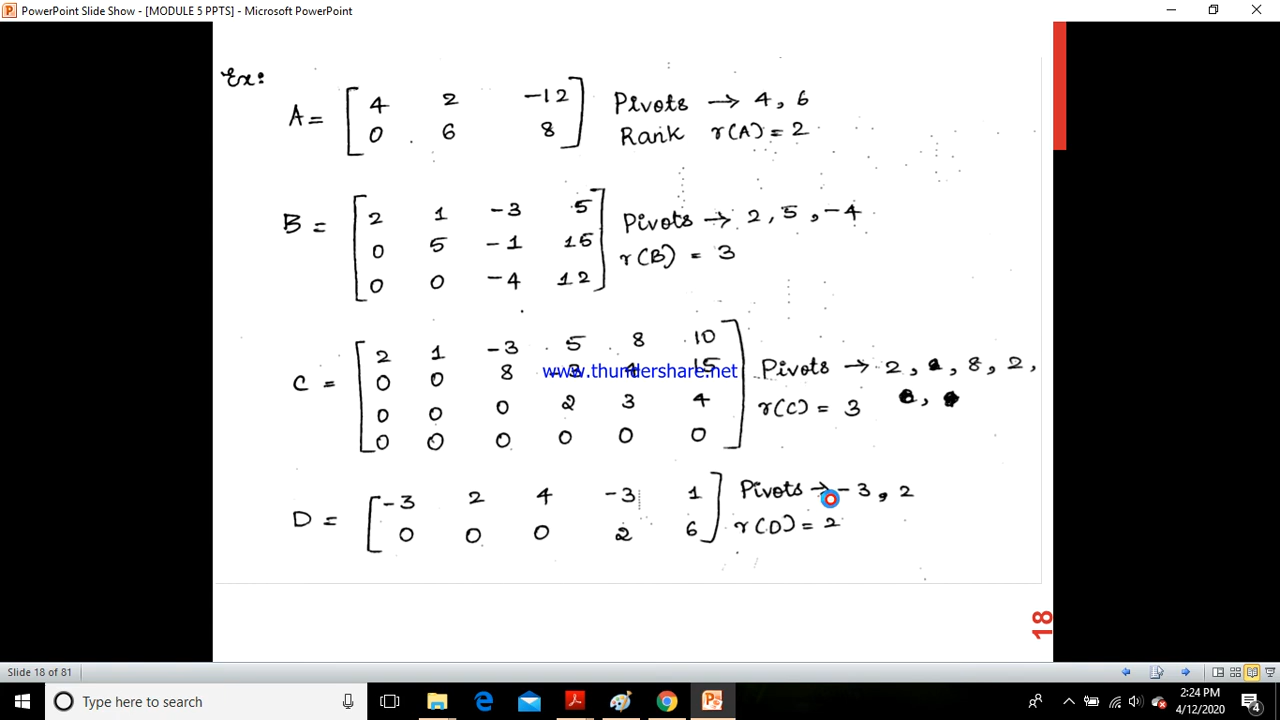 PowerPoint Slide Show - [MODULE 5 PPTS] - Microsoft PowerPoint
Ex:
A = [ 4 2 -12 Pivots → 4, 6
0 6 8 ] Rank r(A) = 2
B = [ 2 1 -3 5 Pivots → 2, 5, -4
0 5 -1 15 r(B) = 3
0 0 -4 12 ]
C = [ 2 1 -3 5 8 10
0 0 8 15 Pivots → 2, 8, 2,
www.thundershare.net
0 0 0 2 3 4 r(C) = 3
0 0 0 0 0 0 ]
D = [ -3 2 4 -3 1 Pivots → -3, 2
0 0 0 2 6 ] r(D) = 2
18
Slide 18 of 81
Type here to search
2:24 PM
4/12/2020
4